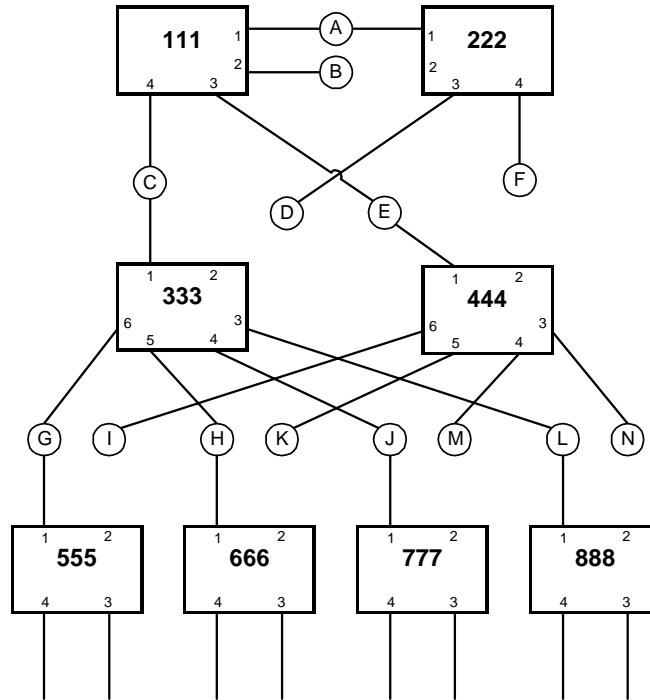 111 1 A 1 222
2 B 2
4 3 3 4
C F
D E
1 2 1 2
333 444
6 3 6 3
5 4 5 4
G I H K J M L N
1 2 1 2 1 2 1 2
555 666 777 888
4 3 4 3 4 3 4 3